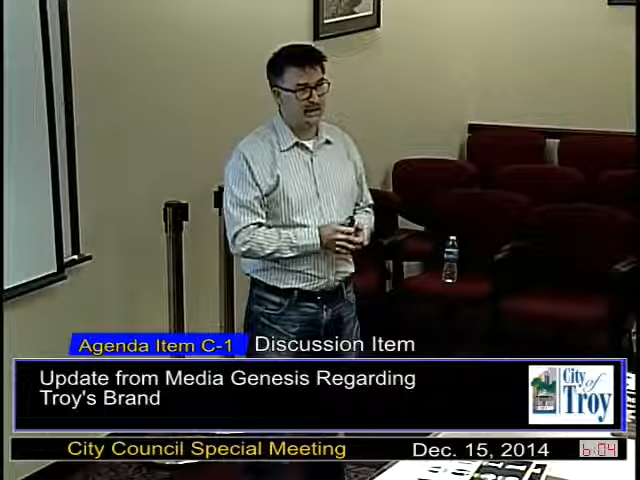 Agenda Item C-1 Discussion Item
Update from Media Genesis Regarding
Troy's Brand
City of
Troy
City Council Special Meeting Dec. 15, 2014 6:04